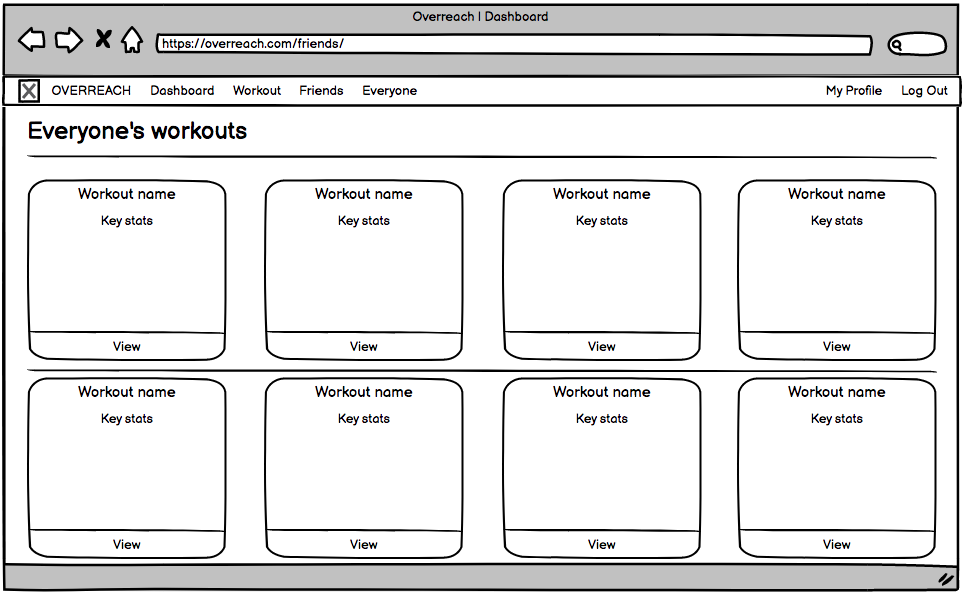 Overreach | Dashboard
https://overreach.com/friends/
OVERREACH Dashboard Workout Friends Everyone My Profile Log Out
Everyone's workouts
Workout name Workout name Workout name Workout name
Key stats Key stats Key stats Key stats
View View View View
Workout name Workout name Workout name Workout name
Key stats Key stats Key stats Key stats
View View View View